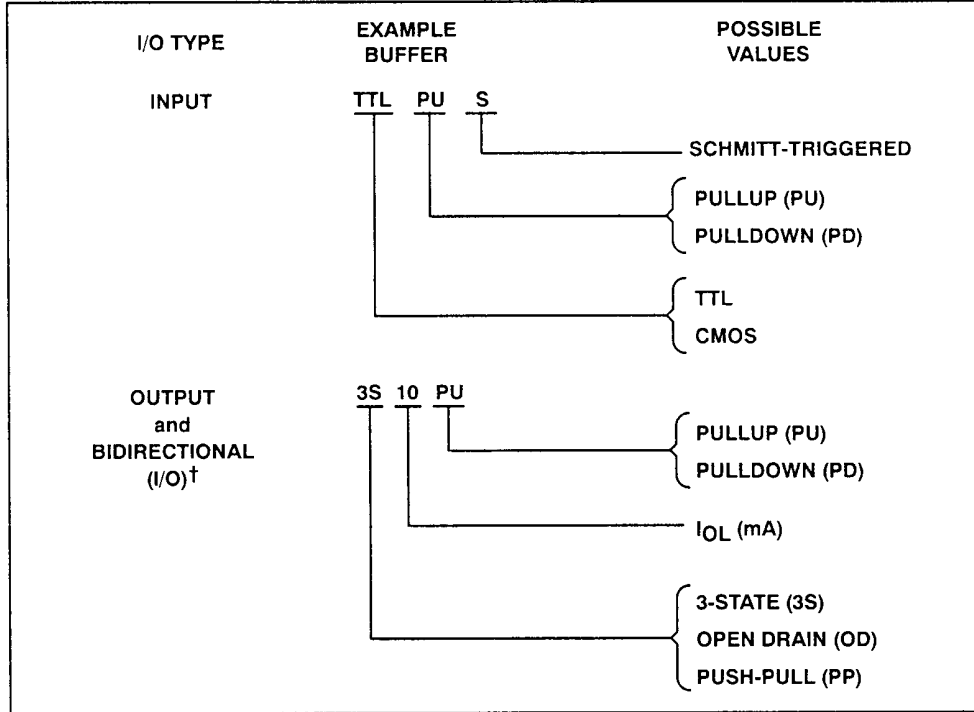 I/O TYPE
EXAMPLE
BUFFER
POSSIBLE
VALUES
INPUT
TTL PU S
SCHMITT-TRIGGERED
PULLUP (PU)
PULLDOWN (PD)
TTL
CMOS
OUTPUT
and
BIDIRECTIONAL
(I/O)†
3S 10 PU
PULLUP (PU)
PULLDOWN (PD)
IOL (mA)
3-STATE (3S)
OPEN DRAIN (OD)
PUSH-PULL (PP)